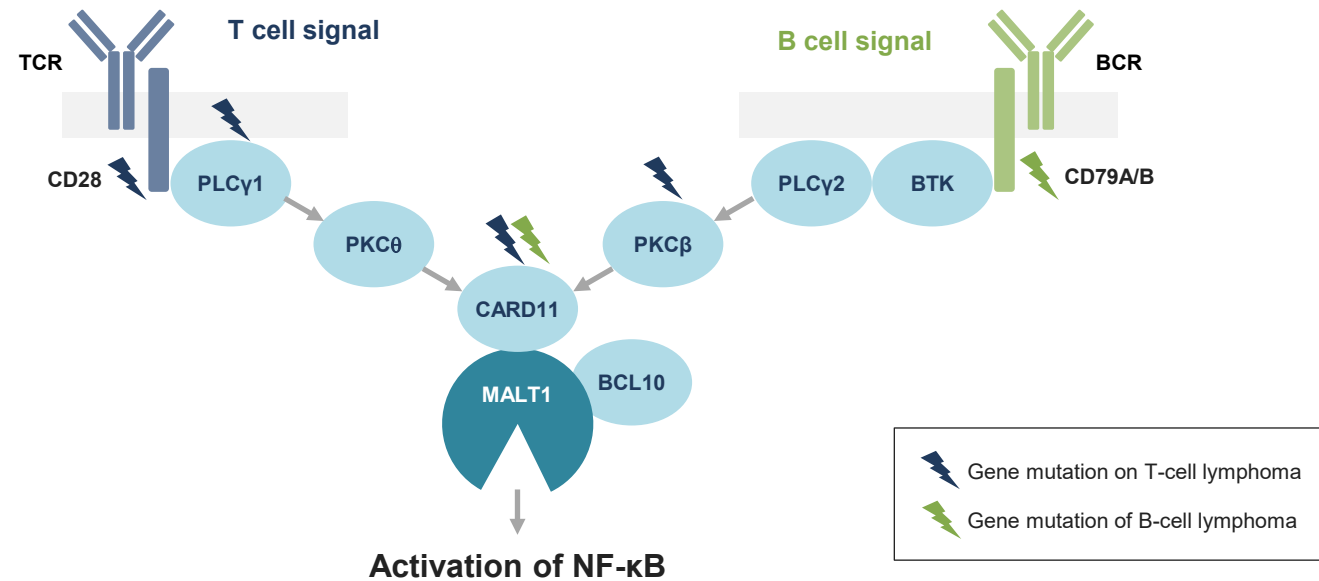 T cell signal
B cell signal
TCR
BCR
CD28
PLCγ1
PLCγ2
BTK
CD79A/B
PKCθ
PKCβ
CARD11
MALT1
BCL10
Gene mutation on T-cell lymphoma
Gene mutation of B-cell lymphoma
Activation of NF-κB